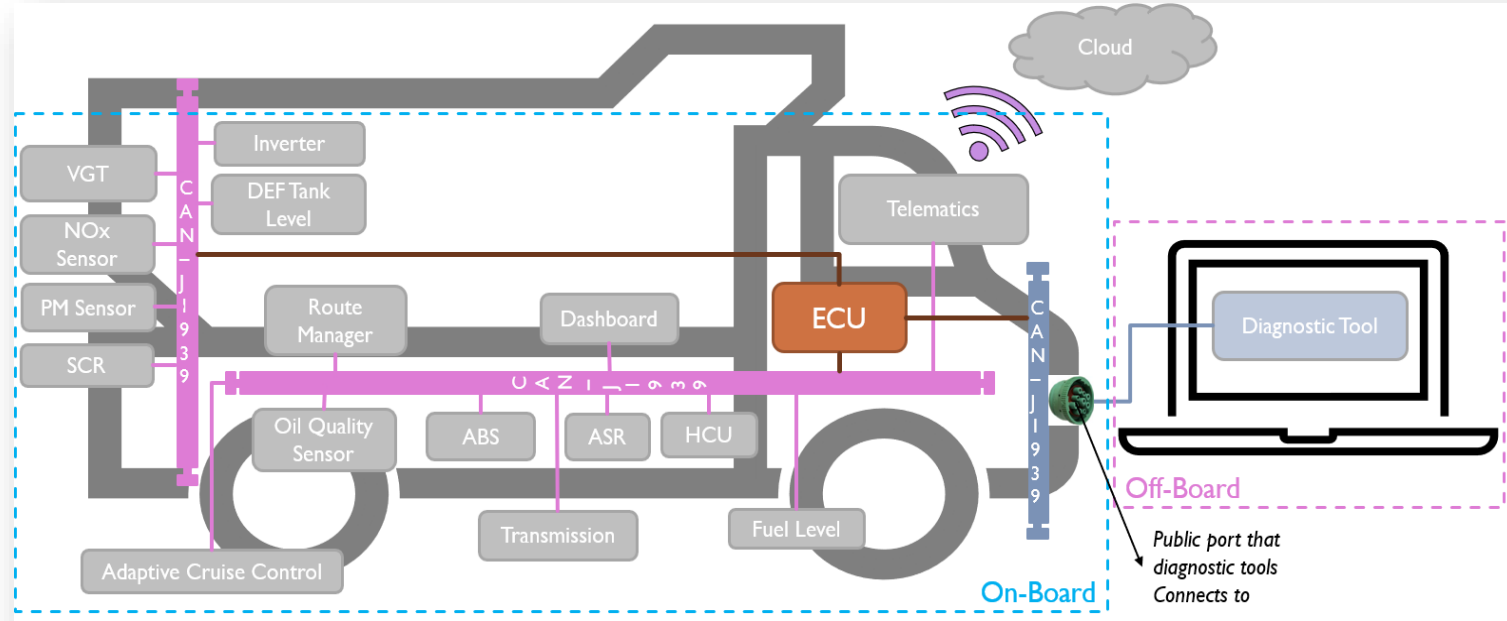 Cloud
Inverter
VGT
DEF Tank
Level
CAN-J1939
NOx
Sensor
PM Sensor
SCR
Telematics
Route
Manager
Dashboard
ECU
CAN-J1939
CAN-J1939
Diagnostic Tool
Oil Quality
Sensor
ABS
ASR
HCU
Transmission
Fuel Level
Adaptive Cruise Control
On-Board
Off-Board
Public port that
diagnostic tools
Connects to